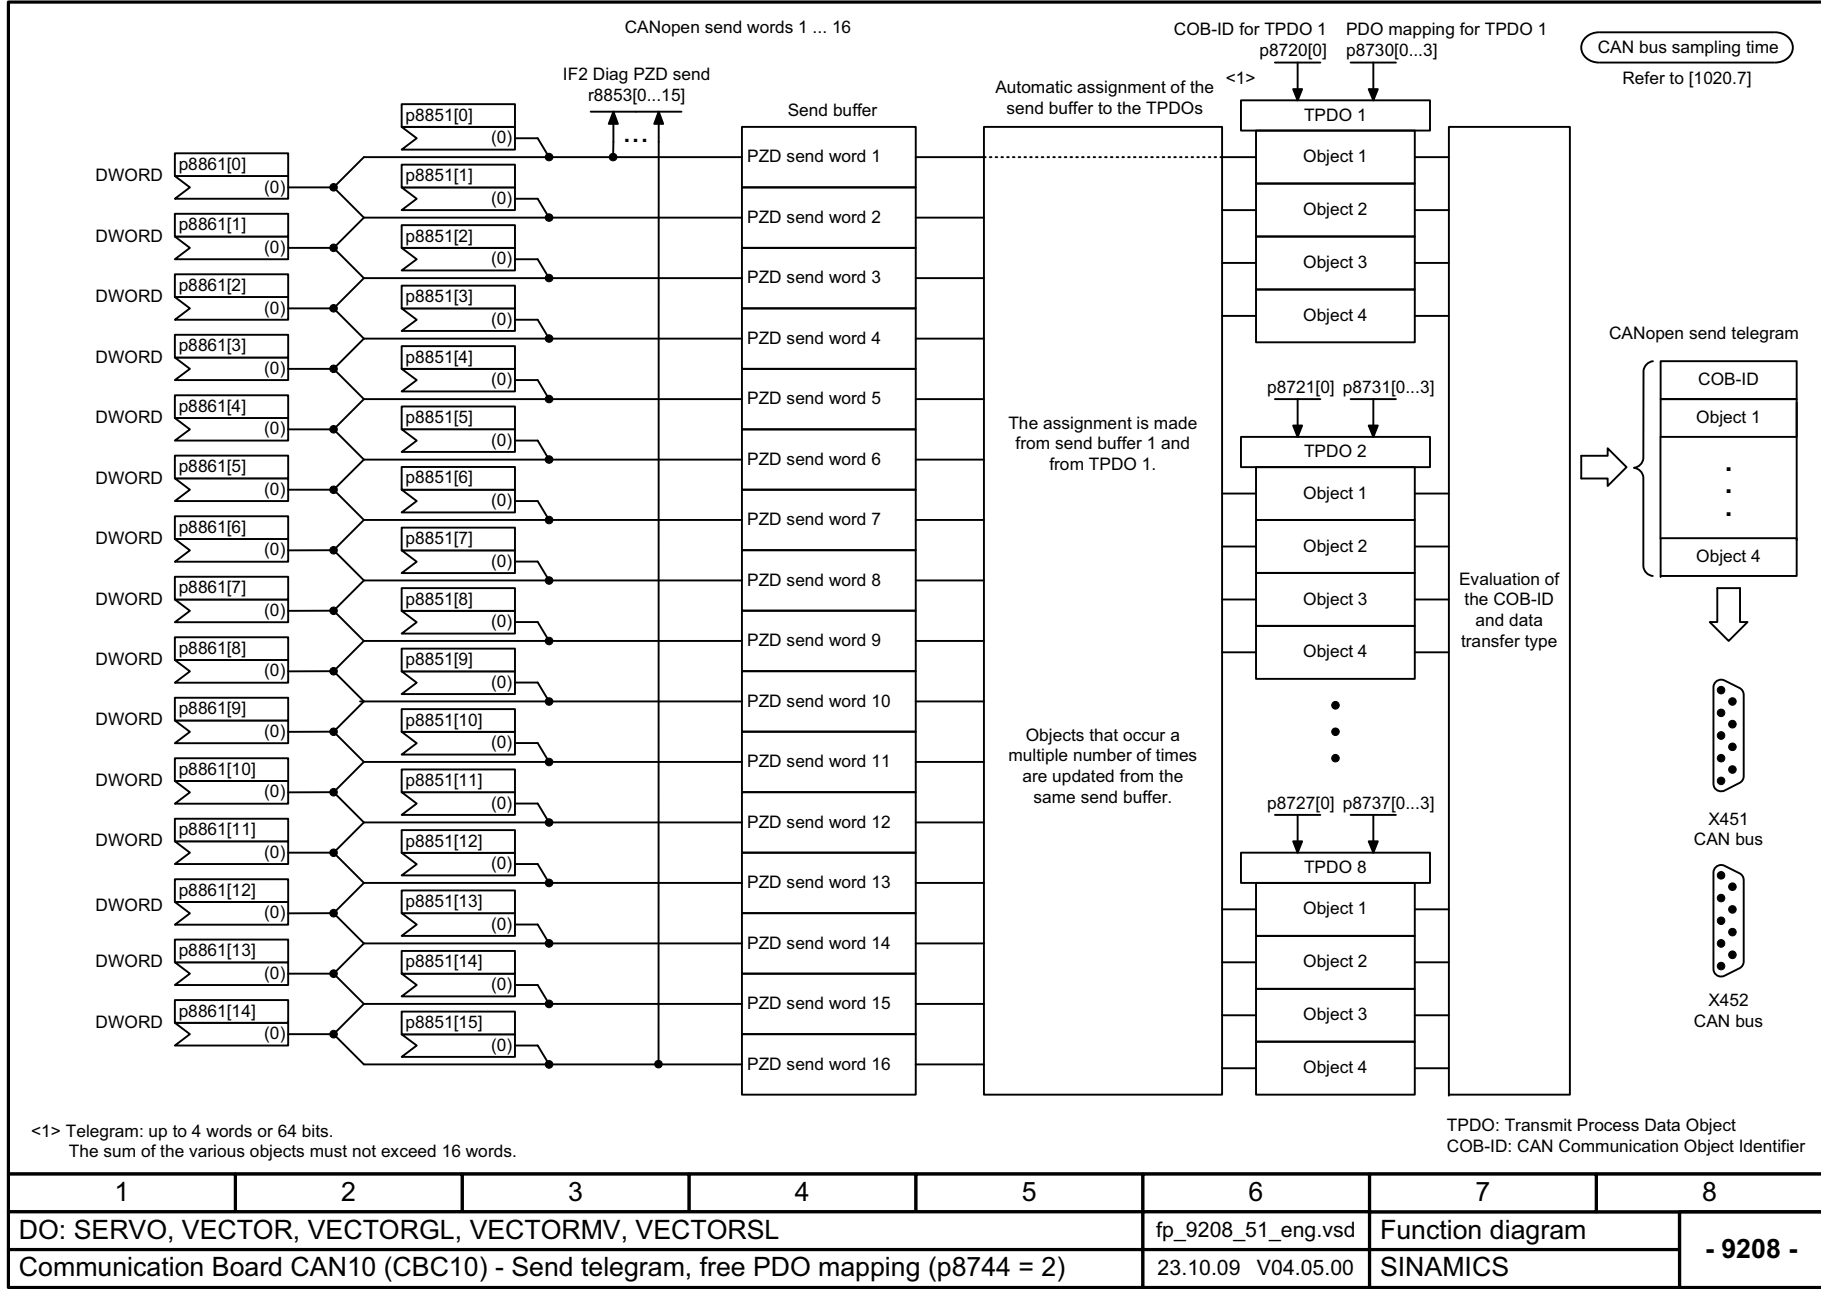 CANopen send words 1 ... 16
COB-ID for TPDO 1
p8720[0]
PDO mapping for TPDO 1
p8730[0...3]
CAN bus sampling time
Refer to [1020.7]
IF2 Diag PZD send
r8853[0...15]
...
Send buffer
Automatic assignment of the
send buffer to the TPDOs
<1>
DWORD
p8861[0]
(0)
DWORD
p8861[1]
(0)
DWORD
p8861[2]
(0)
DWORD
p8861[3]
(0)
DWORD
p8861[4]
(0)
DWORD
p8861[5]
(0)
DWORD
p8861[6]
(0)
DWORD
p8861[7]
(0)
DWORD
p8861[8]
(0)
DWORD
p8861[9]
(0)
DWORD
p8861[10]
(0)
DWORD
p8861[11]
(0)
DWORD
p8861[12]
(0)
DWORD
p8861[13]
(0)
DWORD
p8861[14]
(0)
p8851[0]
(0)
p8851[1]
(0)
p8851[2]
(0)
p8851[3]
(0)
p8851[4]
(0)
p8851[5]
(0)
p8851[6]
(0)
p8851[7]
(0)
p8851[8]
(0)
p8851[9]
(0)
p8851[10]
(0)
p8851[11]
(0)
p8851[12]
(0)
p8851[13]
(0)
p8851[14]
(0)
p8851[15]
(0)
PZD send word 1
PZD send word 2
PZD send word 3
PZD send word 4
PZD send word 5
PZD send word 6
PZD send word 7
PZD send word 8
PZD send word 9
PZD send word 10
PZD send word 11
PZD send word 12
PZD send word 13
PZD send word 14
PZD send word 15
PZD send word 16
The assignment is made
from send buffer 1 and
from TPDO 1.
Objects that occur a
multiple number of times
are updated from the
same send buffer.
TPDO 1
Object 1
Object 2
Object 3
Object 4
p8721[0] p8731[0...3]
TPDO 2
Object 1
Object 2
Object 3
Object 4
p8727[0] p8737[0...3]
TPDO 8
Object 1
Object 2
Object 3
Object 4
Evaluation of
the COB-ID
and data
transfer type
CANopen send telegram
COB-ID
Object 1
.
.
.
Object 4
X451
CAN bus
X452
CAN bus
<1> Telegram: up to 4 words or 64 bits.
The sum of the various objects must not exceed 16 words.
TPDO: Transmit Process Data Object
COB-ID: CAN Communication Object Identifier
1 2 3 4 5 6 7 8
DO: SERVO, VECTOR, VECTORGL, VECTORMV, VECTORSL
fp_9208_51_eng.vsd
Function diagram
- 9208 -
Communication Board CAN10 (CBC10) - Send telegram, free PDO mapping (p8744 = 2)
23.10.09 V04.05.00
SINAMICS